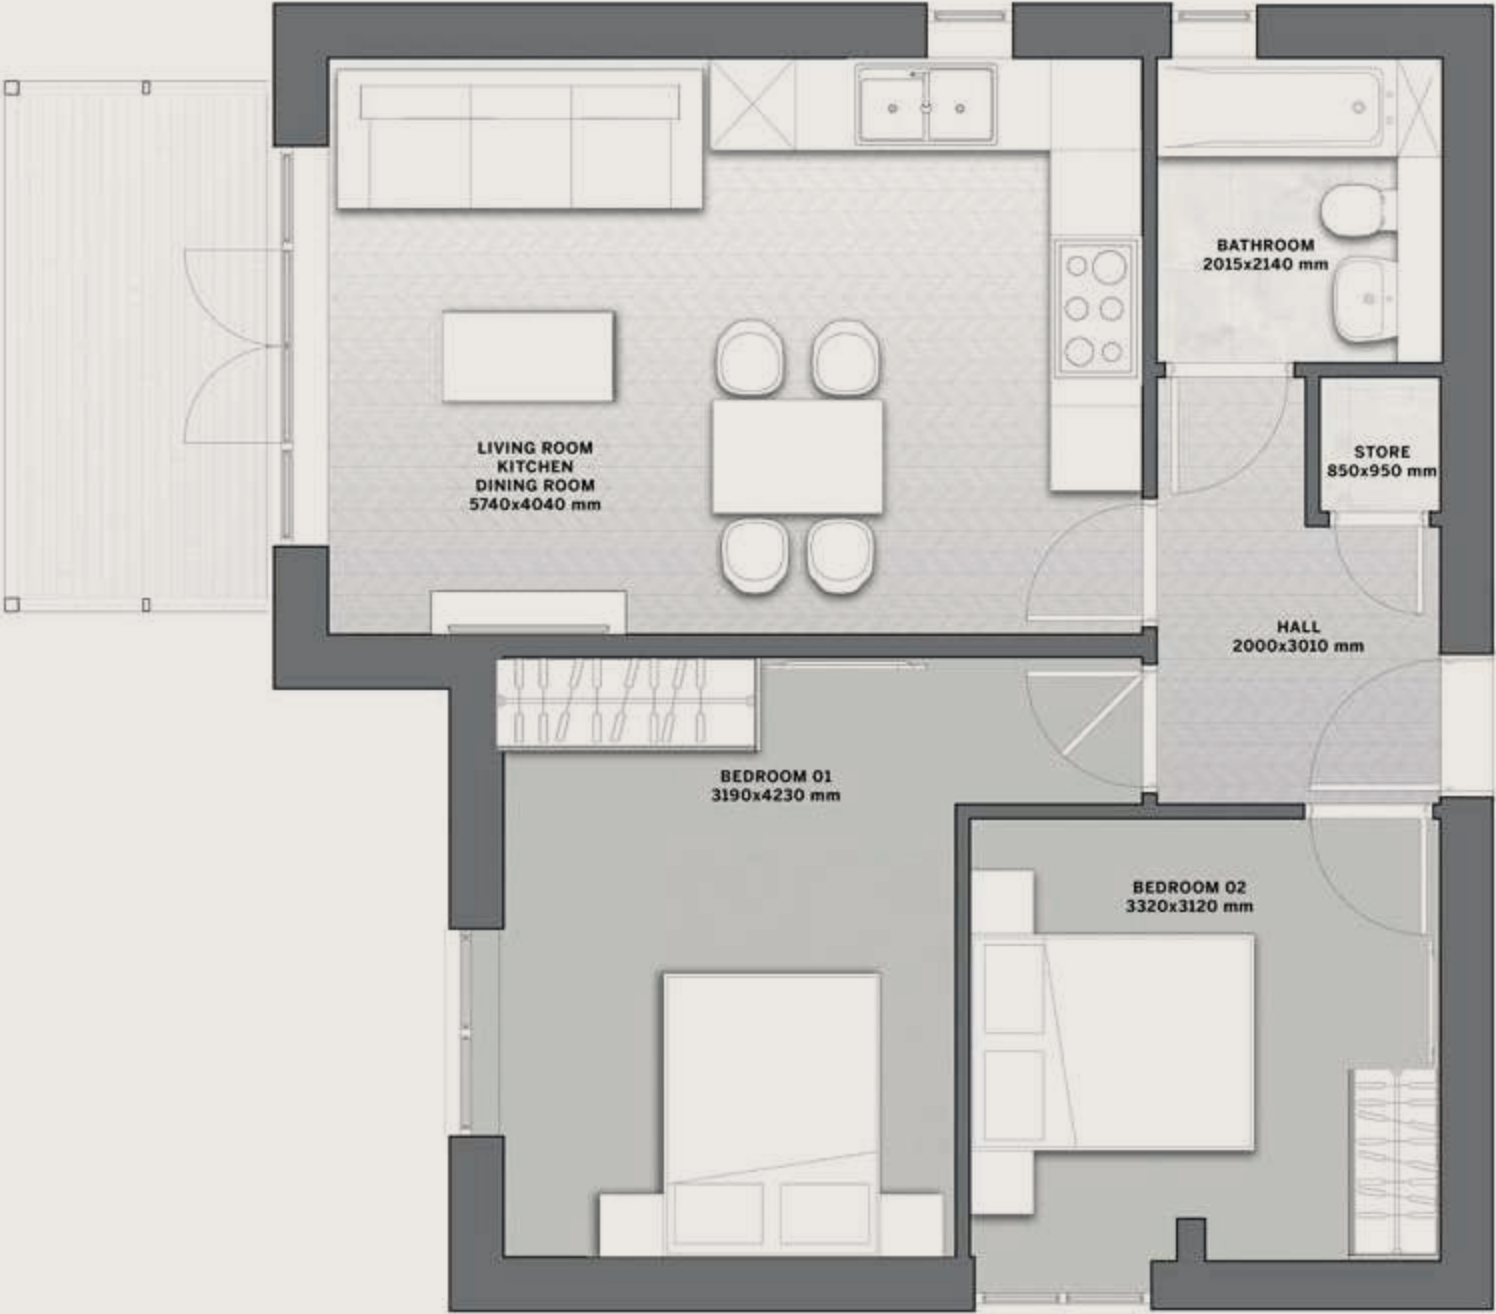 BATHROOM
2015x2140 mm
LIVING ROOM
KITCHEN
DINING ROOM
5740x4040 mm
STORE
850x950 mm
HALL
2000x3010 mm
BEDROOM 01
3190x4230 mm
BEDROOM 02
3320x3120 mm